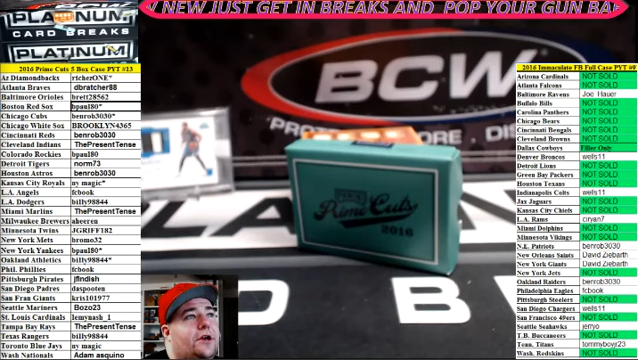 NEW JUST GET IN BREAKS AND POP YOUR GUN BA
PLATINUM
CARD BREAKS
PLATINUM
2016 Prime Cuts 5 Box Case PYT #13
Az Diamondbacks richerONE*
Atlanta Braves dbratcher88
Baltimore Orioles brett28562
Boston Red Sox bpaul80*
Chicago Cubs benrob3030*
Chicago White Sox BROOKLYN4365
Cincinnati Reds benrob3030
Cleveland Indians ThePresentTense
Colorado Rockies bpaul80
Detroit Tigers norm73
Houston Astros benrob3030
Kansas City Royals ny magic*
L.A. Angels fcbook
L.A. Dodgers billy98844
Miami Marlins ThePresentTense
Milwaukee Brewers aheeren
Minnesota Twins JGRIFF182
New York Mets bromo32
New York Yankees bpaul80*
Oakland Athletics billy98844*
Phil. Phillies fcbook
Pittsburgh Pirates jfindish
San Diego Padres daspooten
San Fran Giants kris101977
Seattle Mariners Bozo23
St. Louis Cardinals lemynash_1
Tampa Bay Rays ThePresentTense
Texas Rangers billy98844
Toronto Blue Jays ny magic
Wash Nationals Adam asquino
BCW
Prime Cuts
2016
2016 Immaculate FB Full Case PYT #9
Arizona Cardinals NOT SOLD
Atlanta Falcons NOT SOLD
Baltimore Ravens Joe Hauer
Buffalo Bills NOT SOLD
Carolina Panthers NOT SOLD
Chicago Bears NOT SOLD
Cincinnati Bengals NOT SOLD
Cleveland Browns NOT SOLD
Dallas Cowboys Filler Only
Denver Broncos wells11
Detroit Lions NOT SOLD
Green Bay Packers NOT SOLD
Houston Texans NOT SOLD
Indianapolis Colts wells11
Jax Jaguars NOT SOLD
Kansas City Chiefs NOT SOLD
L.A. Rams ciryan7
Miami Dolphins NOT SOLD
Minnesota Vikings NOT SOLD
N.E. Patriots benrob3030
New Orleans Saints David Ziebarth
New York Giants David Ziebarth
New York Jets NOT SOLD
Oakland Raiders benrob3030
Philadelphia Eagles fcbook
Pittsburgh Steelers NOT SOLD
San Diego Chargers wells11
San Francisco 49ers NOT SOLD
Seattle Seahawks jerryo
T.B. Buccaneers NOT SOLD
Tenn. Titans tommyboyr23
Wash. Redskins NOT SOLD